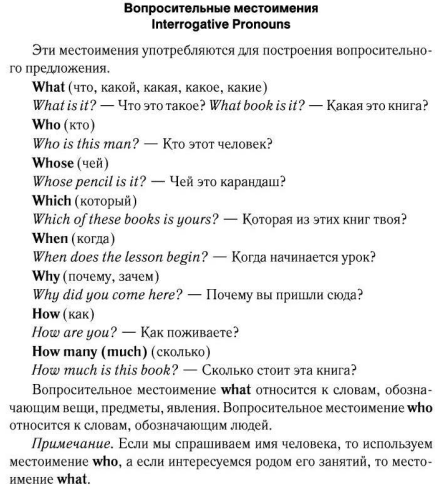 Вопросительные местоимения
Interrogative Pronouns
Эти местоимения употребляются для построения вопросительно-
го предложения.
What (что, какой, какая, какое, какие)
What is it? — Что это такое? What book is it? — Какая это книга?
Who (кто)
Who is this man? — Кто этот человек?
Whose (чей)
Whose pencil is it? — Чей это карандаш?
Which (который)
Which of these books is yours? — Которая из этих книг твоя?
When (когда)
When does the lesson begin? — Когда начинается урок?
Why (почему, зачем)
Why did you come here? — Почему вы пришли сюда?
How (как)
How are you? — Как поживаете?
How many (much) (сколько)
How much is this book? — Сколько стоит эта книга?
Вопросительное местоимение what относится к словам, обозна-
чающим вещи, предметы, явления. Вопросительное местоимение who
относится к словам, обозначающим людей.
Примечание. Если мы спрашиваем имя человека, то используем
местоимение who, а если интересуемся родом его занятий, то место-
имение what.